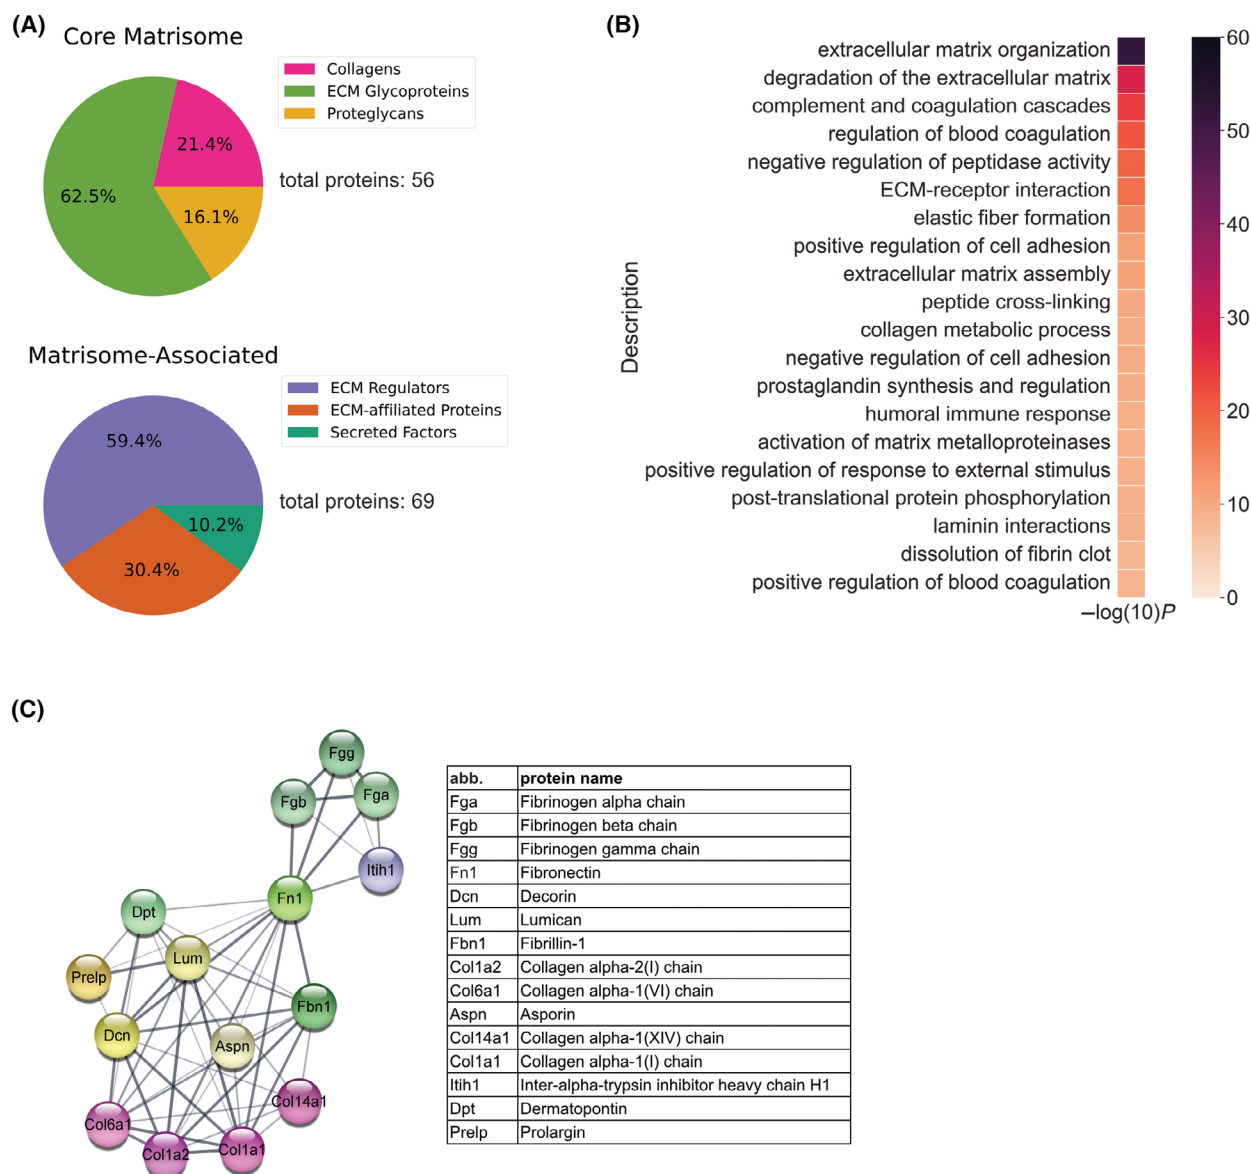 (A)
Core Matrisome
Collagens
ECM Glycoproteins
Proteglycans
21.4%
62.5%
16.1%
total proteins: 56
Matrisome-Associated
ECM Regulators
ECM-affiliated Proteins
Secreted Factors
59.4%
10.2%
30.4%
total proteins: 69
(B)
Description
extracellular matrix organization
degradation of the extracellular matrix
complement and coagulation cascades
regulation of blood coagulation
negative regulation of peptidase activity
ECM-receptor interaction
elastic fiber formation
positive regulation of cell adhesion
extracellular matrix assembly
peptide cross-linking
collagen metabolic process
negative regulation of cell adhesion
prostaglandin synthesis and regulation
humoral immune response
activation of matrix metalloproteinases
positive regulation of response to external stimulus
post-translational protein phosphorylation
laminin interactions
dissolution of fibrin clot
positive regulation of blood coagulation
–log(10)P
60
50
40
30
20
10
0
(C)
Fgg
Fgb
Fga
Itih1
Fn1
Dpt
Lum
Prelp
Fbn1
Dcn
Aspn
Col14a1
Col6a1
Col1a2
Col1a1
abb. protein name
Fga Fibrinogen alpha chain
Fgb Fibrinogen beta chain
Fgg Fibrinogen gamma chain
Fn1 Fibronectin
Dcn Decorin
Lum Lumican
Fbn1 Fibrillin-1
Col1a2 Collagen alpha-2(I) chain
Col6a1 Collagen alpha-1(VI) chain
Aspn Asporin
Col14a1 Collagen alpha-1(XIV) chain
Col1a1 Collagen alpha-1(I) chain
Itih1 Inter-alpha-trypsin inhibitor heavy chain H1
Dpt Dermatopontin
Prelp Prolargin